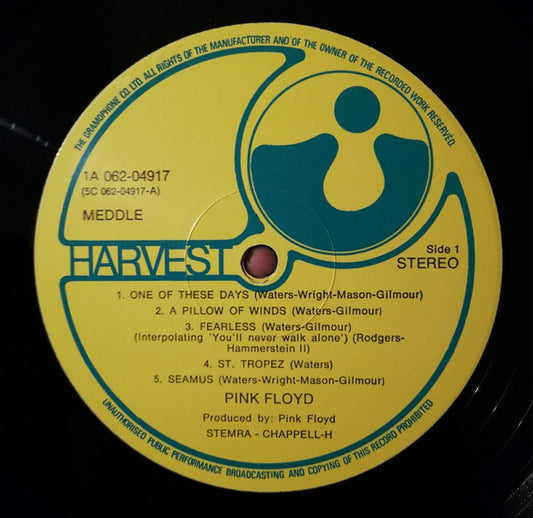 THE GRAMOPHONE CO. LTD. ALL RIGHTS OF THE MANUFACTURER AND OF THE OWNER OF THE RECORDED WORK RESERVED.
1A 062-04917
(5C 062-04917-A)
MEDDLE
HARVEST
Side 1
STEREO
1. ONE OF THESE DAYS (Waters-Wright-Mason-Gilmour)
2. A PILLOW OF WINDS (Waters-Gilmour)
3. FEARLESS (Waters-Gilmour)
(Interpolating 'You'll never walk alone') (Rodgers-
Hammerstein II)
4. ST. TROPEZ (Waters)
5. SEAMUS (Waters-Wright-Mason-Gilmour)
PINK FLOYD
Produced by: Pink Floyd
STEMRA - CHAPPELL-H
UNAUTHORISED PUBLIC PERFORMANCE BROADCASTING AND COPYING OF THIS RECORD PROHIBITED